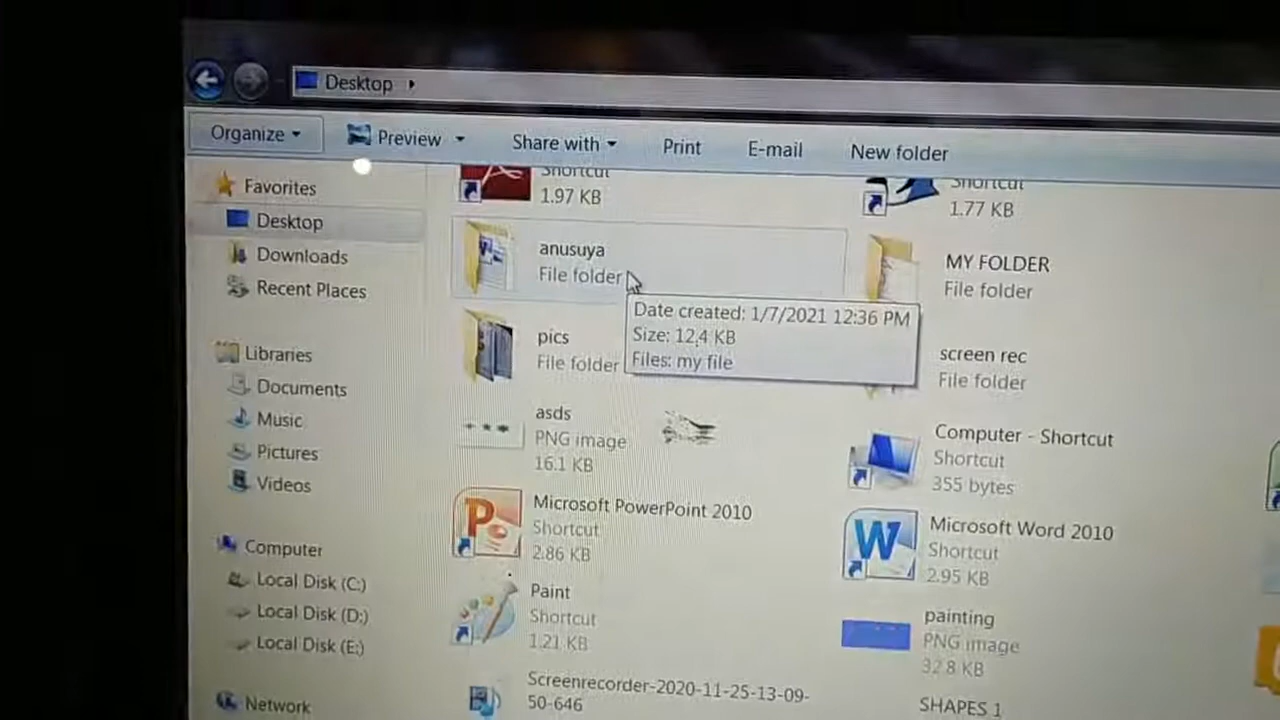 Desktop
Organize
Preview
Share with
Print
E-mail
New folder
Favorites
Desktop
Downloads
Recent Places
Libraries
Documents
Music
Pictures
Videos
Computer
Local Disk (C:)
Local Disk (D:)
Local Disk (E:)
Network
Shortcut
1.97 KB
Shortcut
1.77 KB
anusuya
File folder
MY FOLDER
File folder
Date created: 1/7/2021 12:36 PM
Size: 12.4 KB
Files: my file
pics
File folder
screen rec
File folder
asds
PNG image
16.1 KB
Computer - Shortcut
Shortcut
355 bytes
Microsoft PowerPoint 2010
Shortcut
2.86 KB
Microsoft Word 2010
Shortcut
2.95 KB
Paint
Shortcut
1.21 KB
painting
PNG image
32.8 KB
Screenrecorder-2020-11-25-13-09-
50-646
SHAPES 1